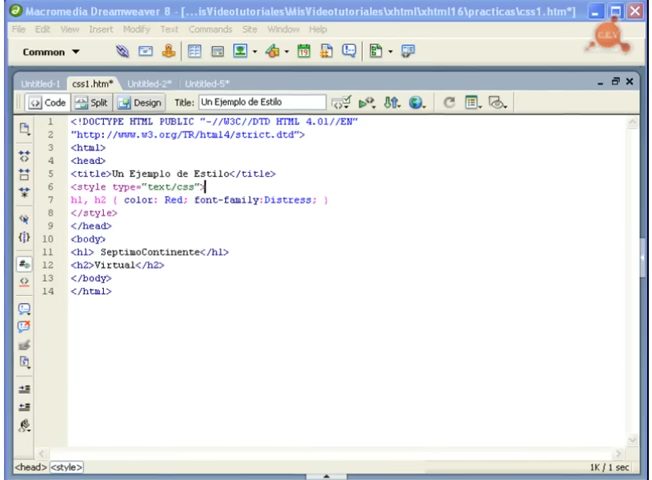 Macromedia Dreamweaver 8 - [...isVideotutoriales\MisVideotutoriales\xhtml\xhtml16\practicas\css1.htm*]
C.E.V
File Edit View Insert Modify Text Commands Site Window Help
Common
Untitled-1 css1.htm* Untitled-2* Untitled-5*
Code Split Design Title: Un Ejemplo de Estilo
1 <!DOCTYPE HTML PUBLIC "-//W3C//DTD HTML 4.01//EN"
2 "http://www.w3.org/TR/html4/strict.dtd">
3 <html>
4 <head>
5 <title>Un Ejemplo de Estilo</title>
6 <style type="text/css">
7 h1, h2 { color: Red; font-family:Distress; }
8 </style>
9 </head>
10 <body>
11 <h1> SeptimoContinente</h1>
12 <h2>Virtual</h2>
13 </body>
14 </html>
<head> <style>
1K / 1 sec